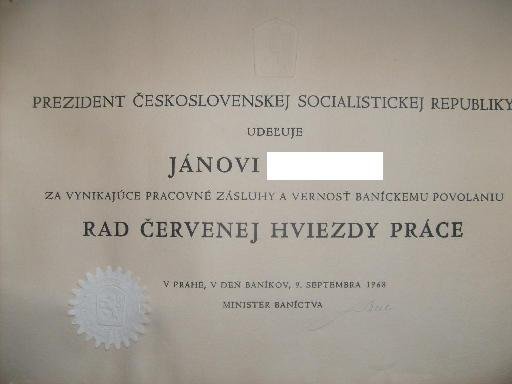 PREZIDENT ČESKOSLOVENSKEJ SOCIALISTICKEJ REPUBLIKY
UDEĽUJE
JÁNOVI
ZA VYNIKAJÚCE PRACOVNÉ ZÁSLUHY A VERNOSŤ BANÍCKEMU POVOLANIU
RAD ČERVENEJ HVIEZDY PRÁCE
V PRAHE, V DEŇ BANÍKOV, 9. SEPTEMBRA 1968
MINISTER BANÍCTVA